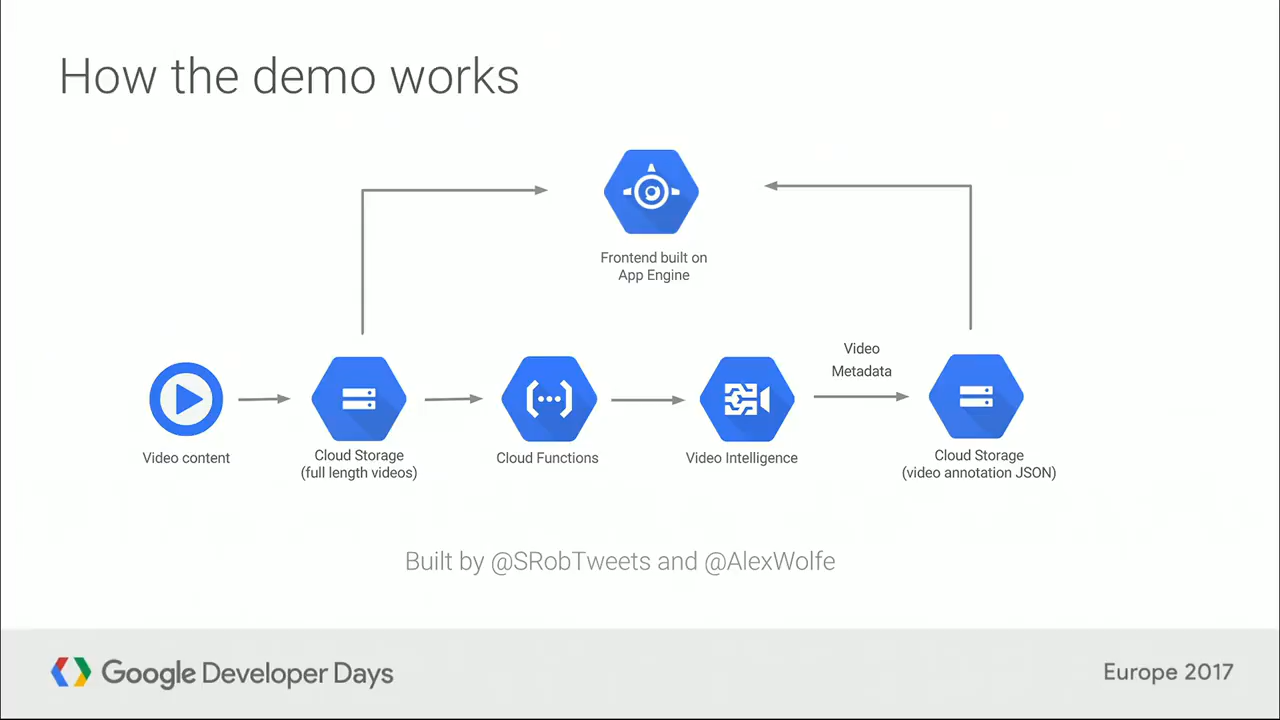 How the demo works
Frontend built on
App Engine
Video
Metadata
Video content
Cloud Storage
(full length videos)
Cloud Functions
Video Intelligence
Cloud Storage
(video annotation JSON)
Built by @SRobTweets and @AlexWolfe
Google Developer Days
Europe 2017